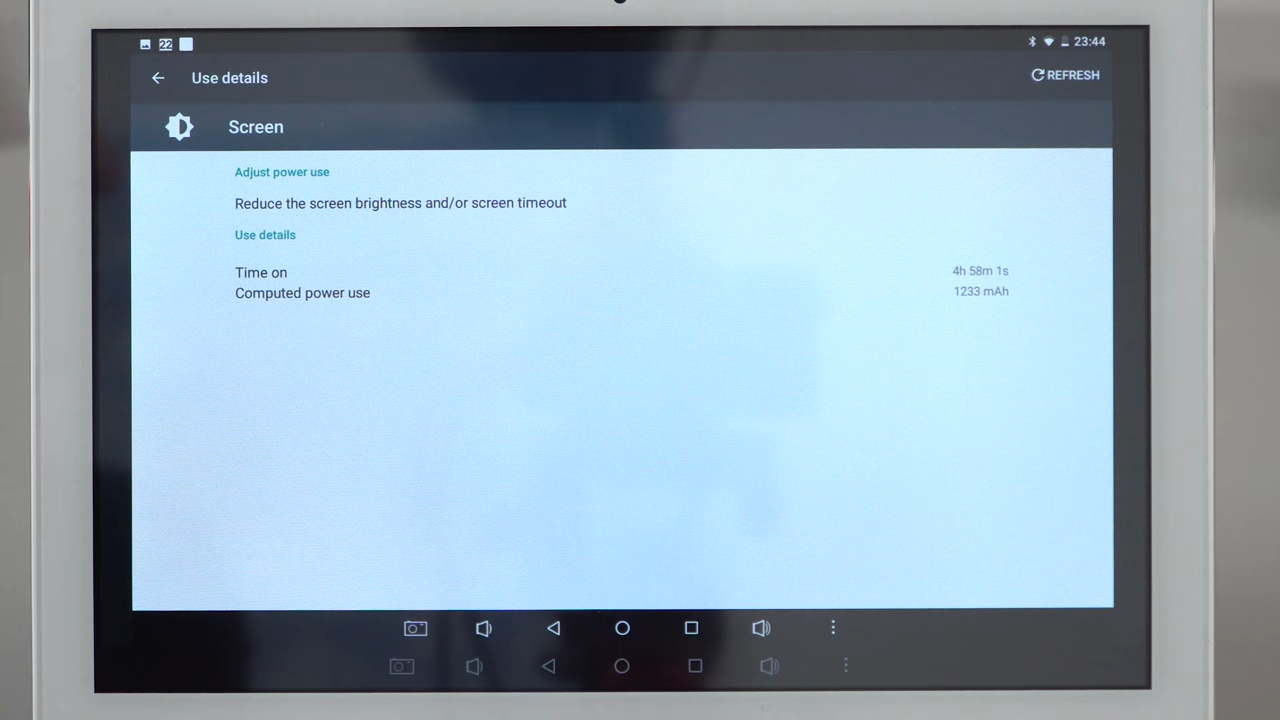 22
23:44
Use details
REFRESH
Screen
Adjust power use
Reduce the screen brightness and/or screen timeout
Use details
Time on
4h 58m 1s
Computed power use
1233 mAh